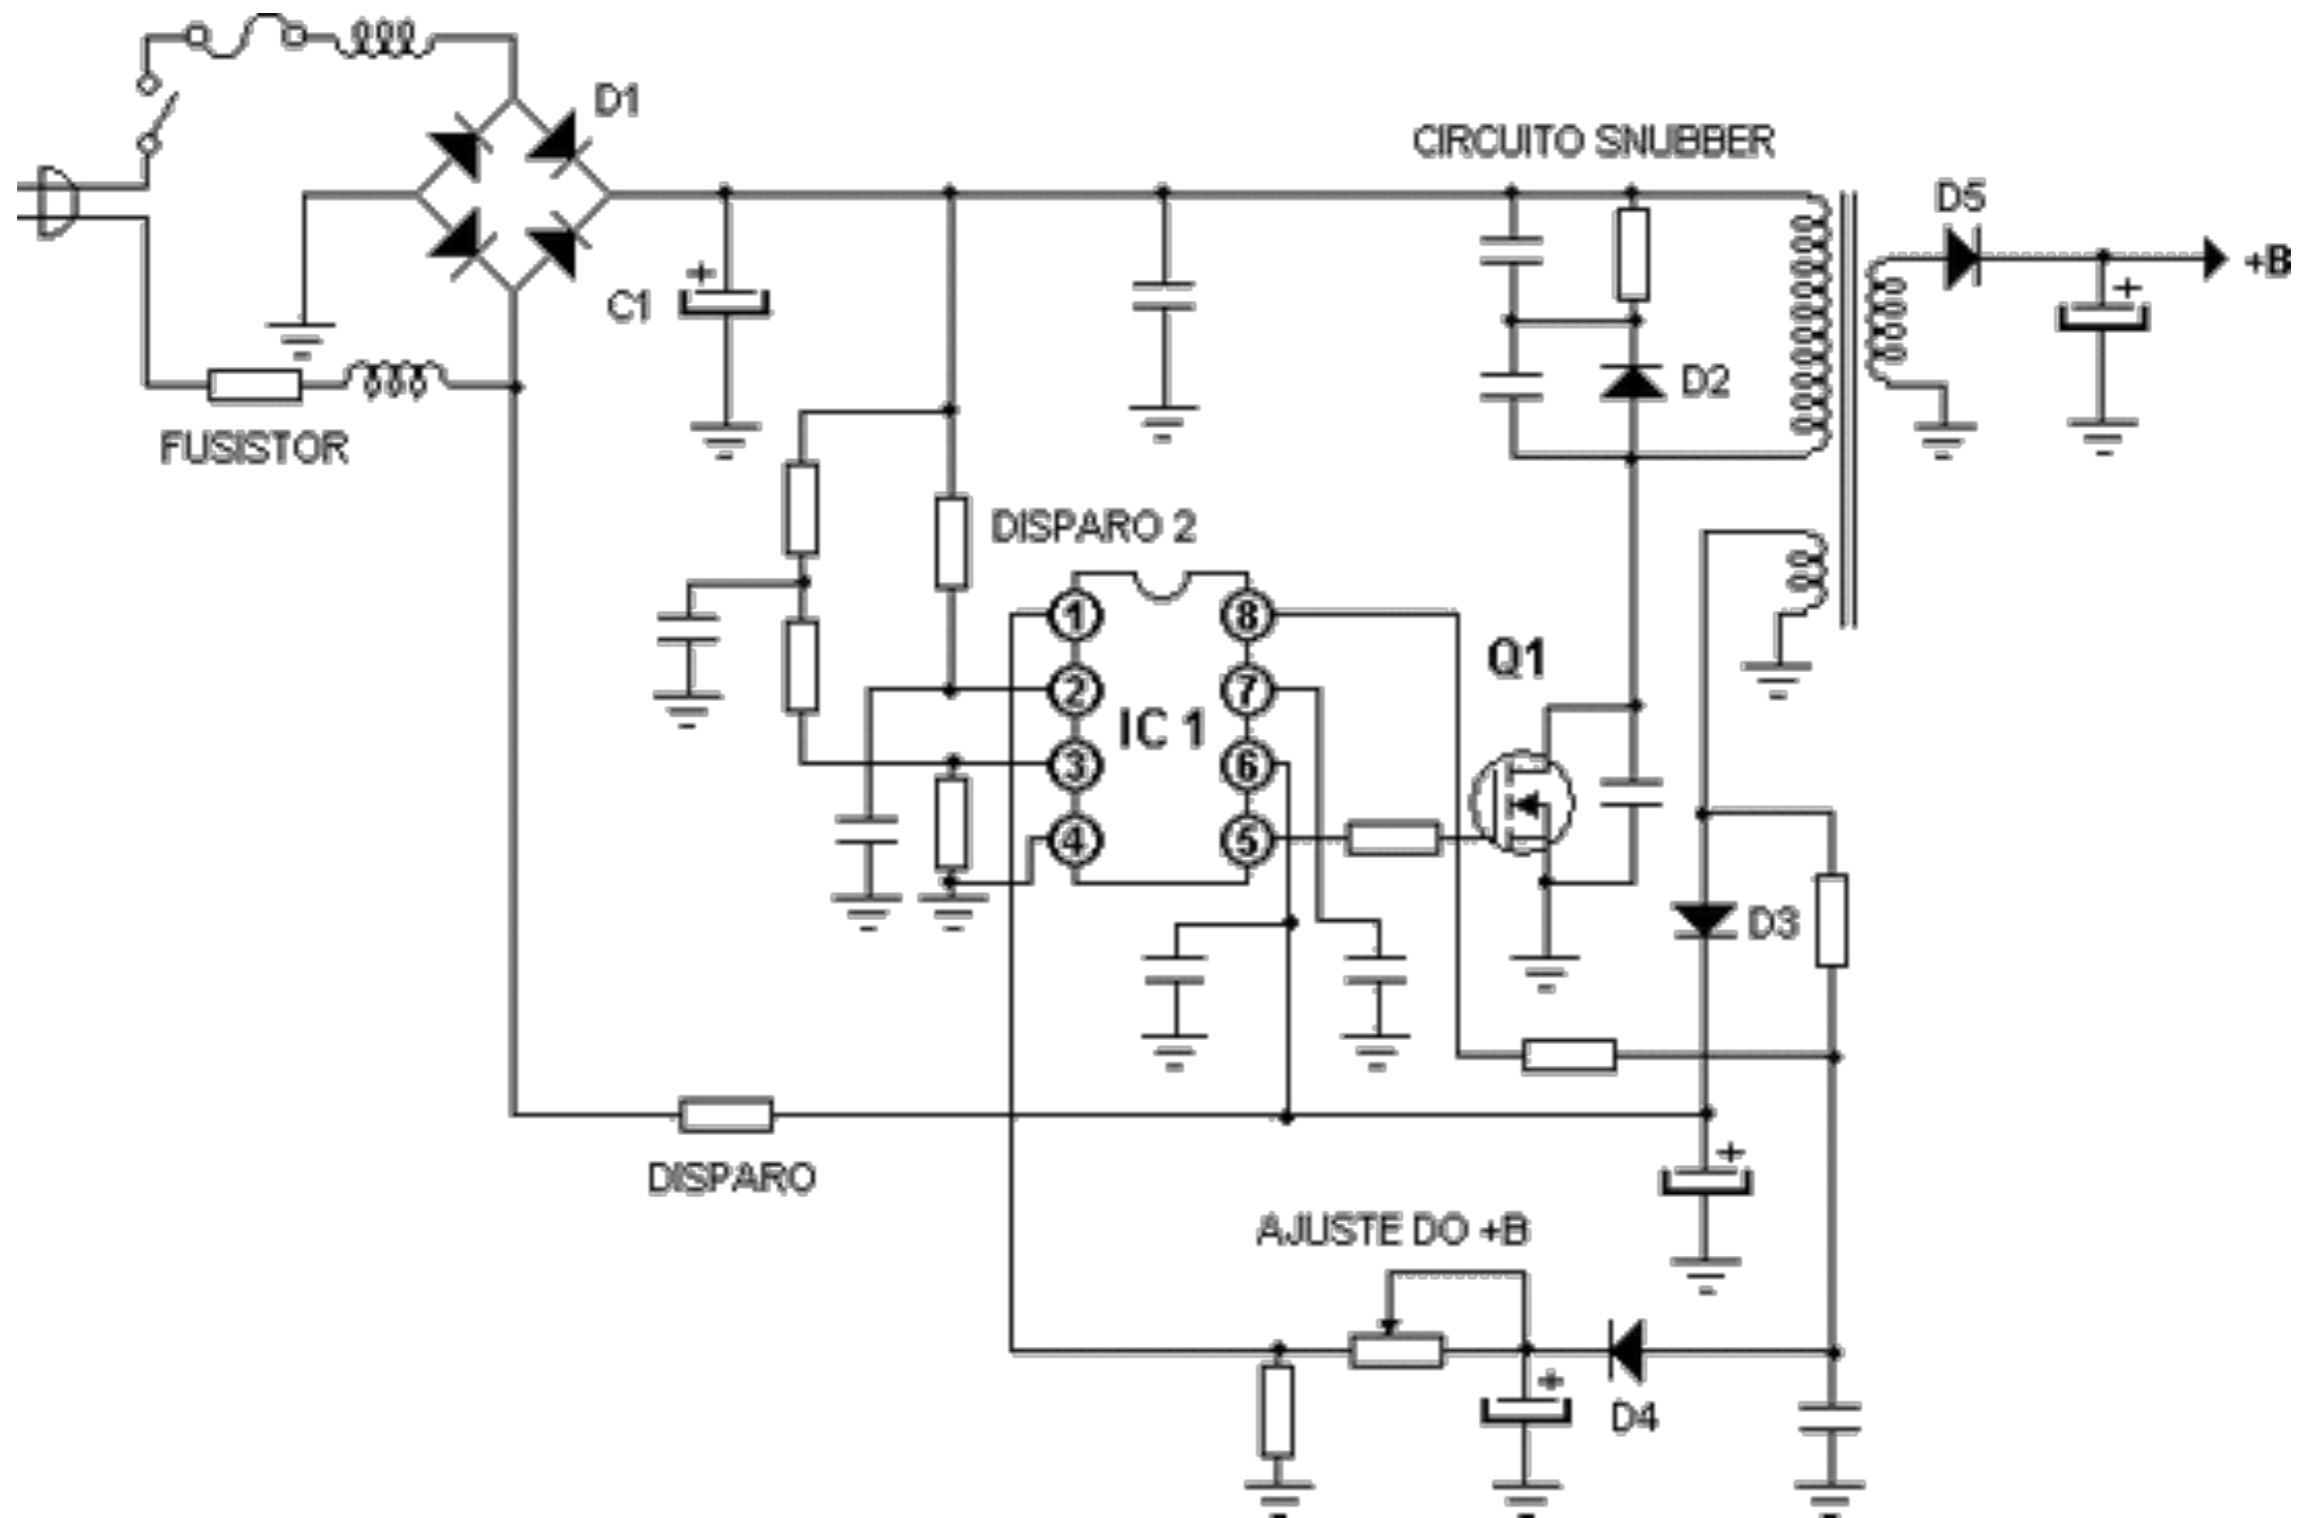 D1
CIRCUITO SNUBBER
D5
+B
+
C1
+
D2
FUSISTOR
DISPARO 2
1
8
Q1
2
7
IC 1
3
6
4
5
D3
DISPARO
+
AJUSTE DO +B
+
D4